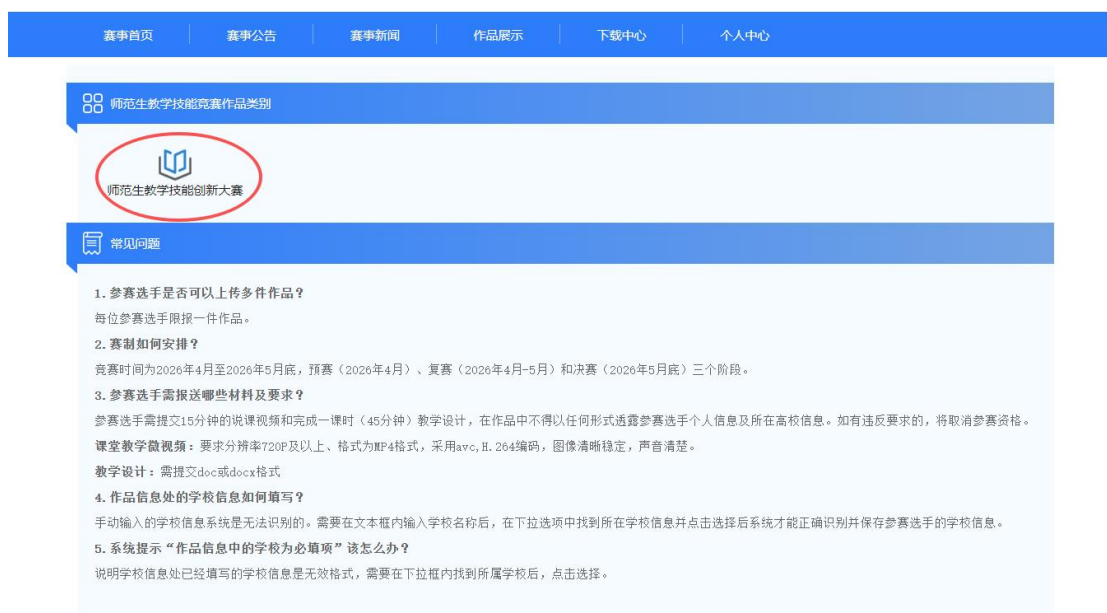 赛事首页 赛事公告 赛事新闻 作品展示 下载中心 个人中心
师范生教学技能竞赛作品类别
师范生教学技能创新大赛
常见问题
1.参赛选手是否可以上传多件作品？
每位参赛选手限报一件作品。
2.赛制如何安排？
竞赛时间为2026年4月至2026年5月底，预赛（2026年4月）、复赛（2026年4月-5月）和决赛（2026年5月底）三个阶段。
3.参赛选手需报送哪些材料及要求？
参赛选手需提交15分钟的说课视频和完成一课时（45分钟）教学设计，在作品中不得以任何形式透露参赛选手个人信息及所在高校信息。如有违反要求的，将取消参赛资格。
课堂教学微视频：要求分辨率720P及以上、格式为MP4格式，采用avc,H.264编码，图像清晰稳定，声音清楚。
教学设计：需提交doc或docx格式
4.作品信息处的学校信息如何填写？
手动输入的学校信息系统是无法识别的。需要在文本框内输入学校名称后，在下拉选项中找到所在学校信息并点击选择后系统才能正确识别并保存参赛选手的学校信息。
5.系统提示“作品信息中的学校为必填项”该怎么办？
说明学校信息处已经填写的学校信息是无效格式，需要在下拉框内找到所属学校后，点击选择。